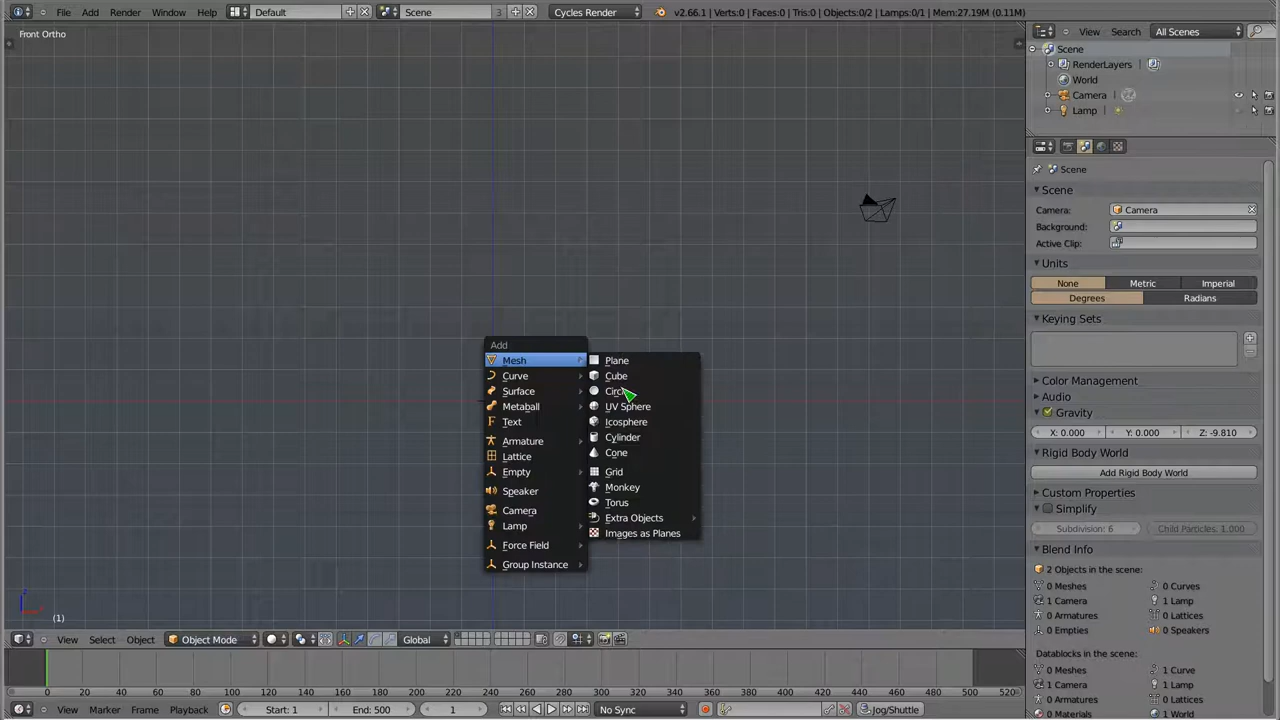 File Add Render Window Help Default Scene 3 Cycles Render v2.66.1 | Verts:0 | Faces:0 | Tris:0 | Objects:0/2 | Lamps:0/1 | Mem:27.19M (0.11M)
Front Ortho
View Search All Scenes
Scene
RenderLayers
World
Camera
Lamp
Scene
Scene
Camera: Camera
Background:
Active Clip:
Units
None Metric Imperial
Degrees Radians
Keying Sets
Color Management
Audio
Gravity
X: 0.000 Y: 0.000 Z: -9.810
Rigid Body World
Add Rigid Body World
Custom Properties
Simplify
Subdivision: 6 Child Particles: 1.000
Blend Info
2 Objects in the scene:
0 Meshes 0 Curves
1 Camera 1 Lamp
0 Armatures 0 Lattices
0 Empties 0 Speakers
Datablocks in the scene:
0 Meshes 1 Curve
1 Camera 1 Lamp
0 Armatures 0 Lattices
0 Materials 1 World
Add
Mesh
Curve
Surface
Metaball
Text
Armature
Lattice
Empty
Speaker
Camera
Lamp
Force Field
Group Instance
Plane
Cube
UV Sphere
Icosphere
Cylinder
Cone
Grid
Monkey
Torus
Extra Objects
Images as Planes
(1)
View Select Object Object Mode Global
0 20 40 60 80 100 120 140 160 180 200 220 240 260 280 300 320 340 360 380 400 420 440 460 480 500 520
View Marker Frame Playback Start: 1 End: 500 1 No Sync Jog/Shuttle